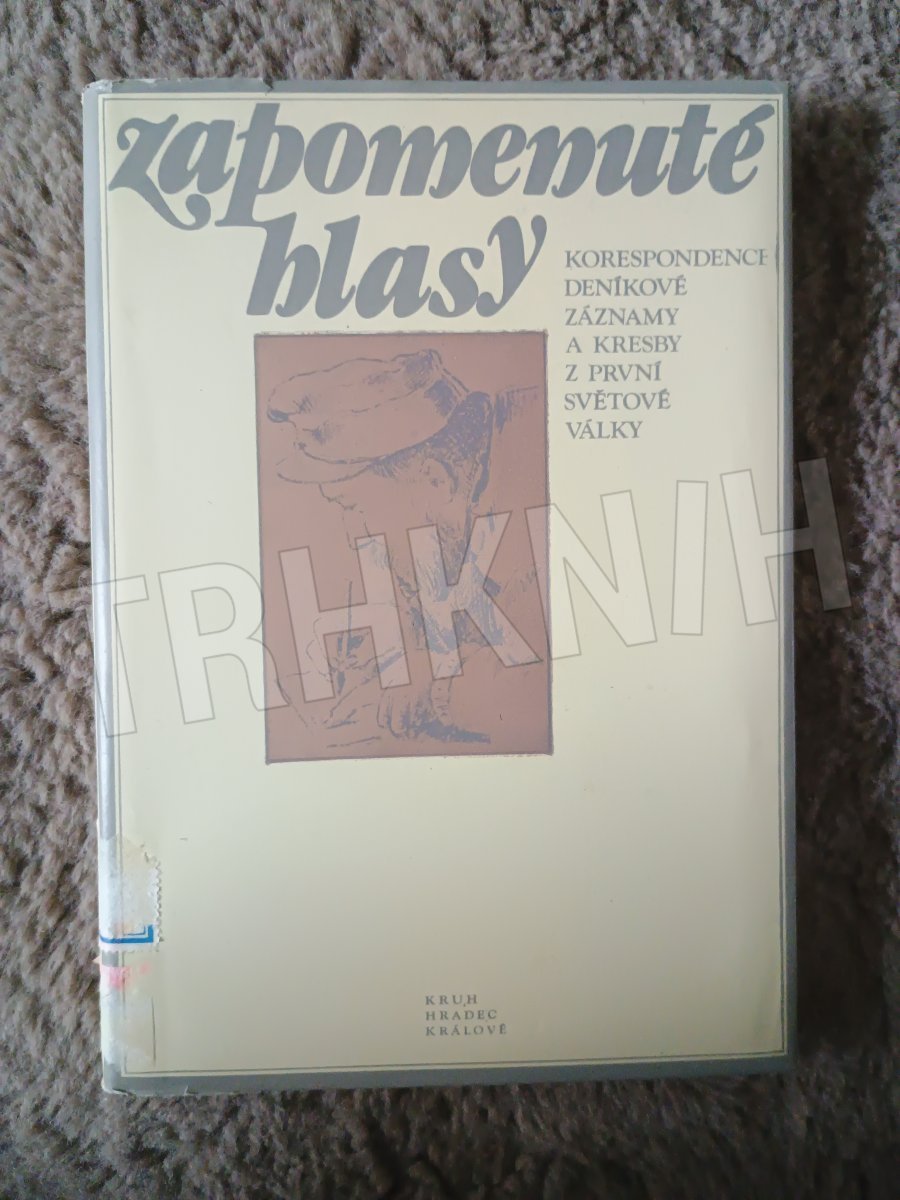 zapomenuté
hlasy
KORESPONDENCE
DENÍKOVÉ
ZÁZNAMY
A KRESBY
Z PRVNÍ
SVĚTOVÉ
VÁLKY
TRHKNIH
KRUH
HRADEC
KRÁLOVÉ